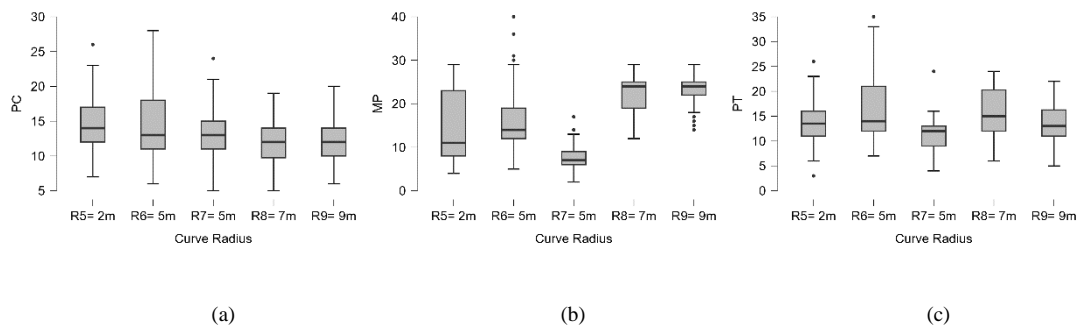 30
25
20
15
10
5
PC
R5= 2m R6= 5m R7= 5m R8= 7m R9= 9m
Curve Radius
(a)
40
30
20
10
0
MP
R5= 2m R6= 5m R7= 5m R8= 7m R9= 9m
Curve Radius
(b)
35
30
25
20
15
10
5
0
PT
R5= 2m R6= 5m R7= 5m R8= 7m R9= 9m
Curve Radius
(c)